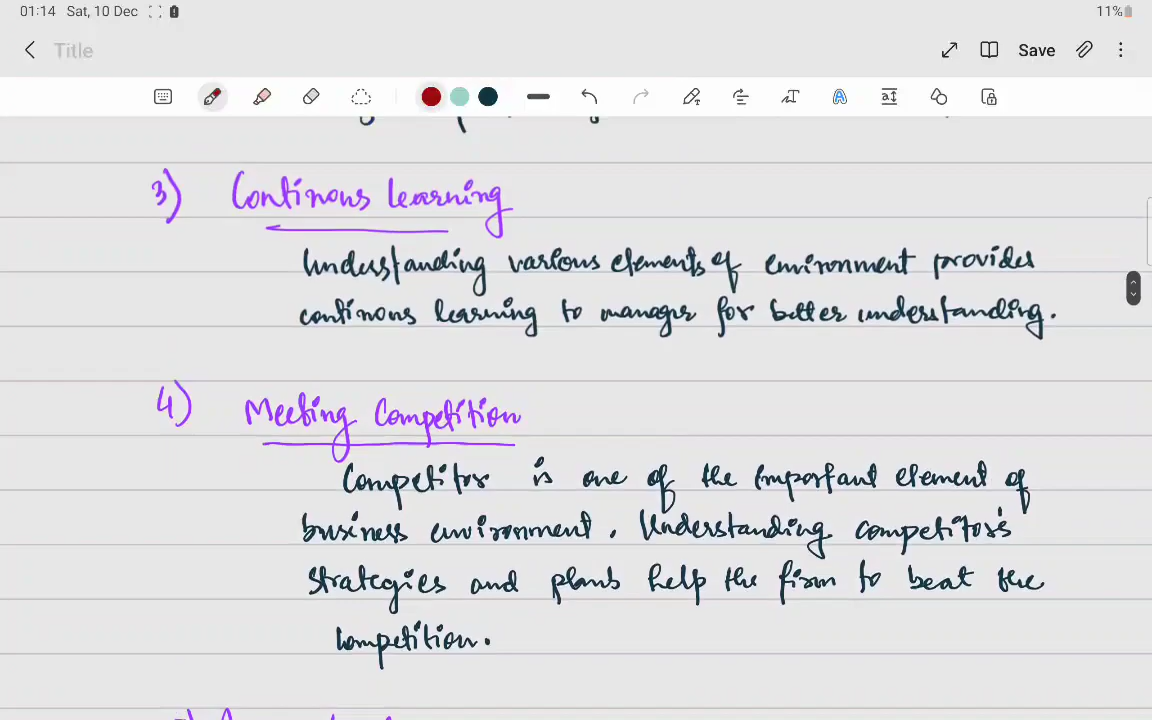 01:14 Sat, 10 Dec
11%
Title
Save
3) Continous learning
Understanding various elements of environment provides
continous learning to manager for better understanding.
4) Meeting Competition
Competitor is one of the important element of
business environment. Understanding competitor's
strategies and plans help the firm to beat the
competition.